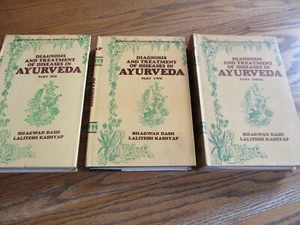 DIAGNOSIS
AND TREATMENT
OF DISEASES IN
AYURVEDA
PART ONE
BHAGWAN DASH
LALITESH KASHYAP
DIAGNOSIS
AND TREATMENT
OF DISEASES IN
AYURVEDA
PART TWO
BHAGWAN DASH
LALITESH KASHYAP
DIAGNOSIS
AND TREATMENT
OF DISEASES IN
AYURVEDA
PART THREE
BHAGWAN DASH
LALITESH KASHYAP